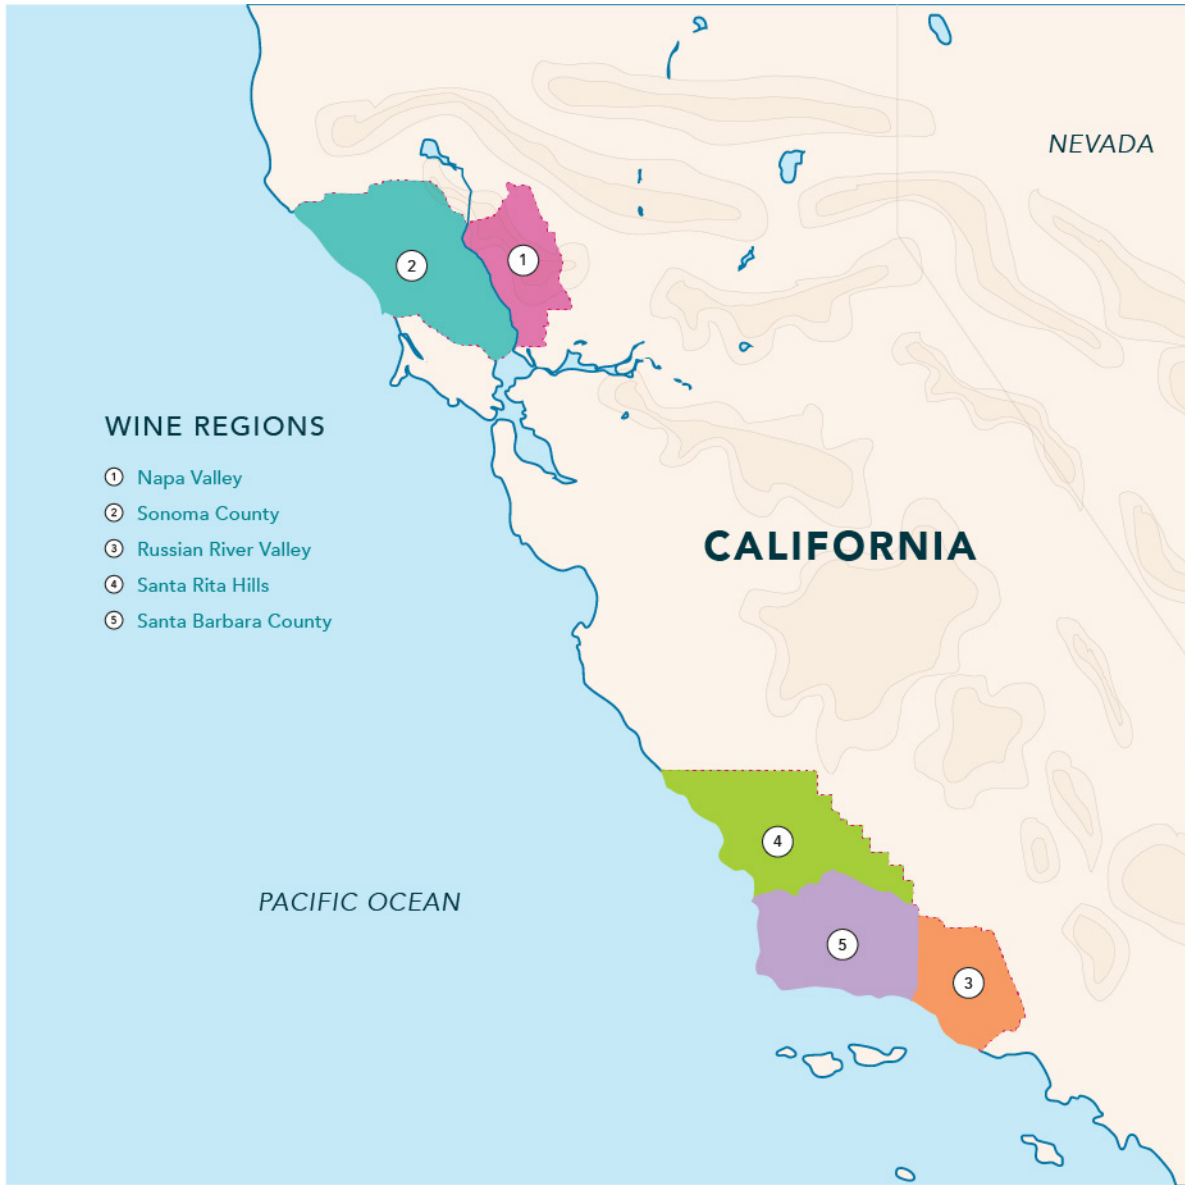 NEVADA
2
1
WINE REGIONS
1 Napa Valley
2 Sonoma County
3 Russian River Valley
4 Santa Rita Hills
5 Santa Barbara County
CALIFORNIA
4
PACIFIC OCEAN
5
3